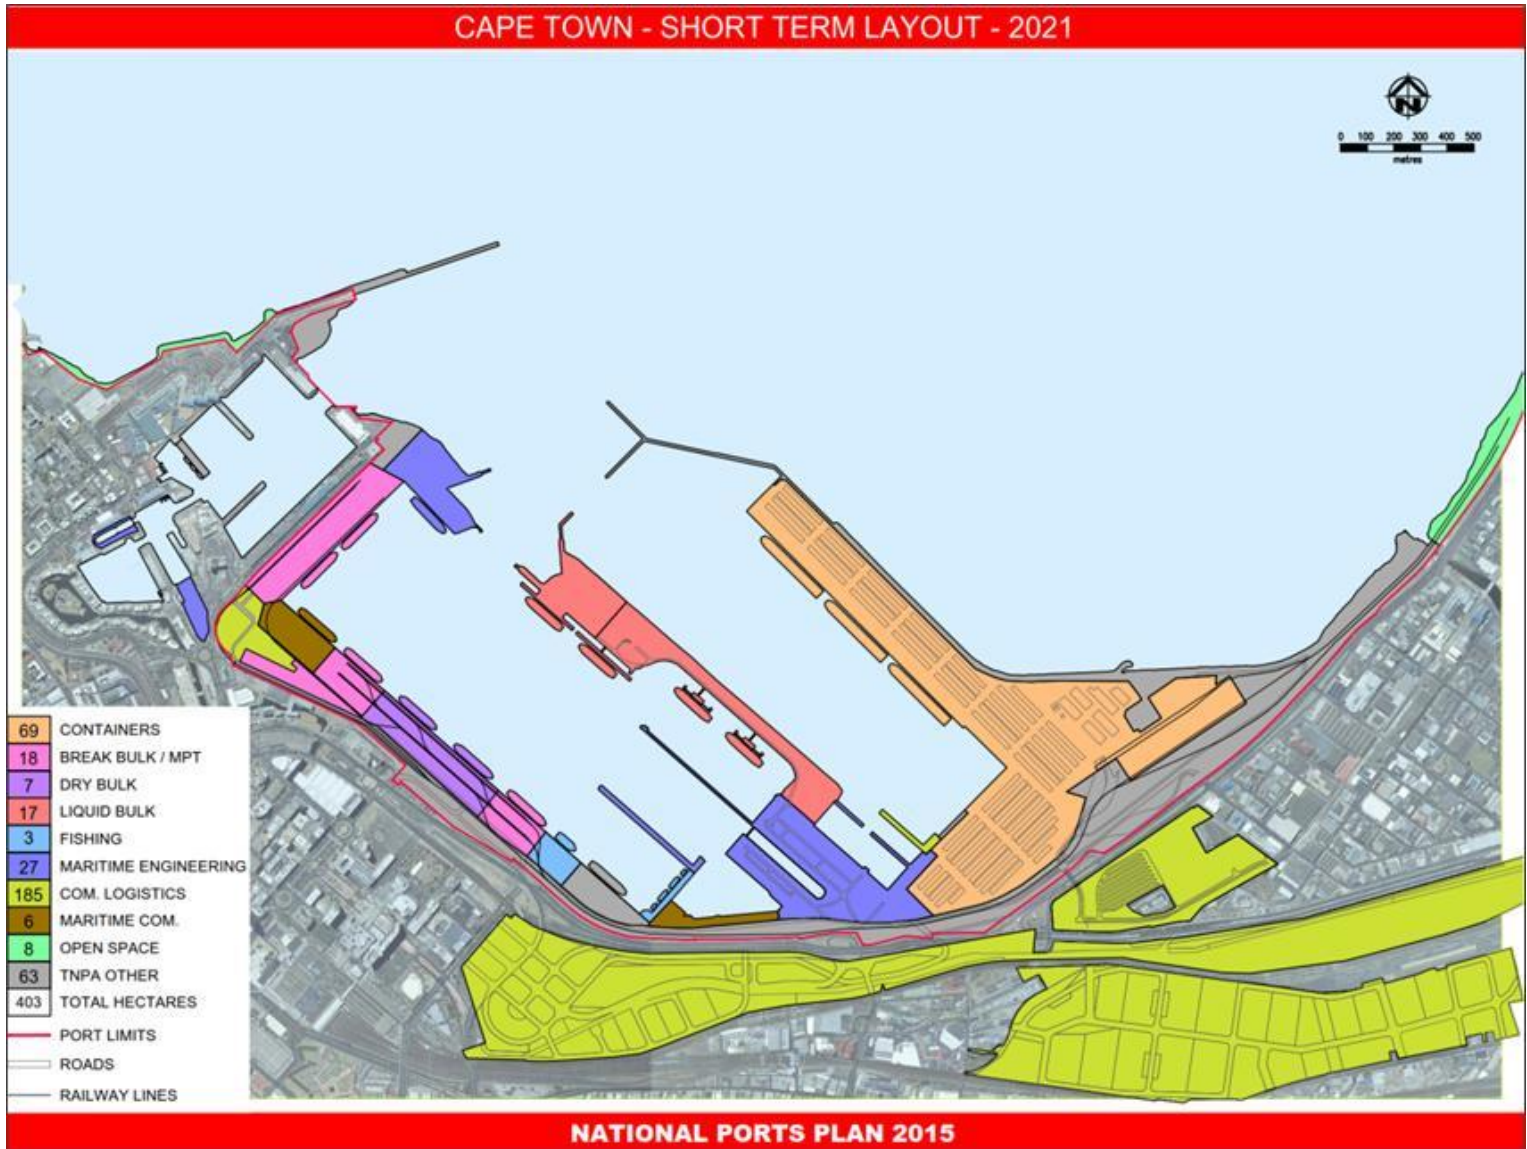 CAPE TOWN - SHORT TERM LAYOUT - 2021
N
0 100 200 300 400 500
metres
69 CONTAINERS
18 BREAK BULK / MPT
7 DRY BULK
17 LIQUID BULK
3 FISHING
27 MARITIME ENGINEERING
185 COM. LOGISTICS
6 MARITIME COM.
8 OPEN SPACE
63 TNPA OTHER
403 TOTAL HECTARES
PORT LIMITS
ROADS
RAILWAY LINES
NATIONAL PORTS PLAN 2015